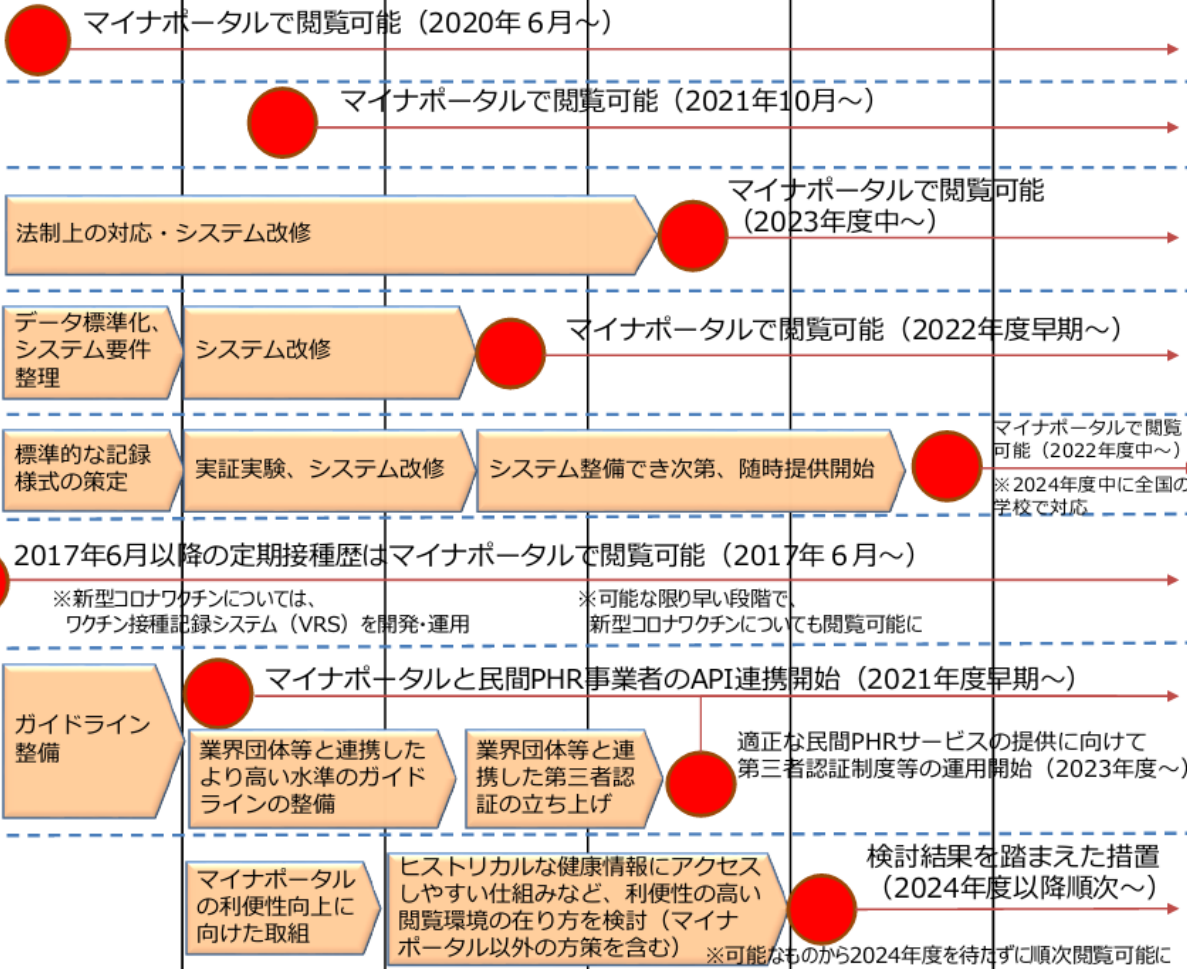 マイナポータルで閲覧可能（2020年６月～）
マイナポータルで閲覧可能（2021年10月～）
法制上の対応・システム改修
マイナポータルで閲覧可能
（2023年度中～）
データ標準化、
システム要件
整理
システム改修
マイナポータルで閲覧可能（2022年度早期～）
標準的な記録
様式の策定
実証実験、システム改修
システム整備でき次第、随時提供開始
マイナポータルで閲覧
可能（2022年度中～）
※2024年度中に全国の
学校で対応
2017年6月以降の定期接種歴はマイナポータルで閲覧可能（2017年６月～）
※新型コロナワクチンについては、
ワクチン接種記録システム（VRS）を開発・運用
※可能な限り早い段階で、
新型コロナワクチンについても閲覧可能に
ガイドライン
整備
マイナポータルと民間PHR事業者のAPI連携開始（2021年度早期～）
業界団体等と連携した
より高い水準のガイド
ラインの整備
業界団体等と連
携した第三者認
証の立ち上げ
適正な民間PHRサービスの提供に向けて
第三者認証制度等の運用開始（2023年度～）
マイナポータル
の利便性向上に
向けた取組
ヒストリカルな健康情報にアクセス
しやすい仕組みなど、利便性の高い
閲覧環境の在り方を検討（マイナ
ポータル以外の方策を含む）
検討結果を踏まえた措置
（2024年度以降順次～）
※可能なものから2024年度を待たずに順次閲覧可能に